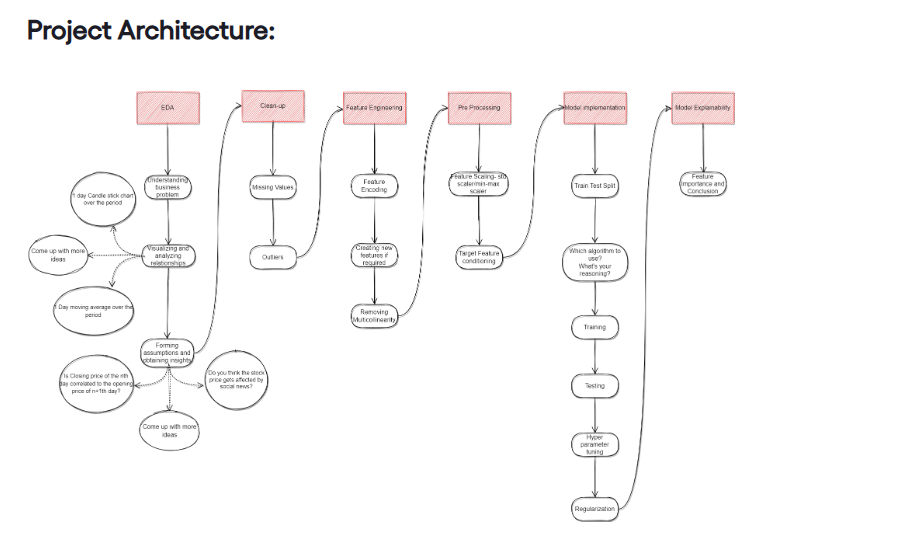 Project Architecture:
EDA
Clean-up
Feature Engineering
Pre Processing
Model implementation
Model Explainability
Understanding
business
problem
Missing Values
Feature
Encoding
Feature Scaling- std
scaler/min-max
scaler
Train Test Split
Feature
Importance and
Conclusion
1 day Candle stick chart
over the period
Come up with more
ideas
Visualizing and
analyzing
relationships
Outliers
Creating new
features if
required
Target Feature
conditioning
Which algorithm to
use?
What's your
reasoning?
Day moving average over the
period
Removing
Multicollinearity
Training
Forming
assumptions and
obtaining insights
Is Closing price of the nth
day correlated to the opening
price of n+1th day?
Do you think the stock
price gets affected by
social news?
Testing
Come up with more
ideas
Hyper
parameter
tuning
Regularization